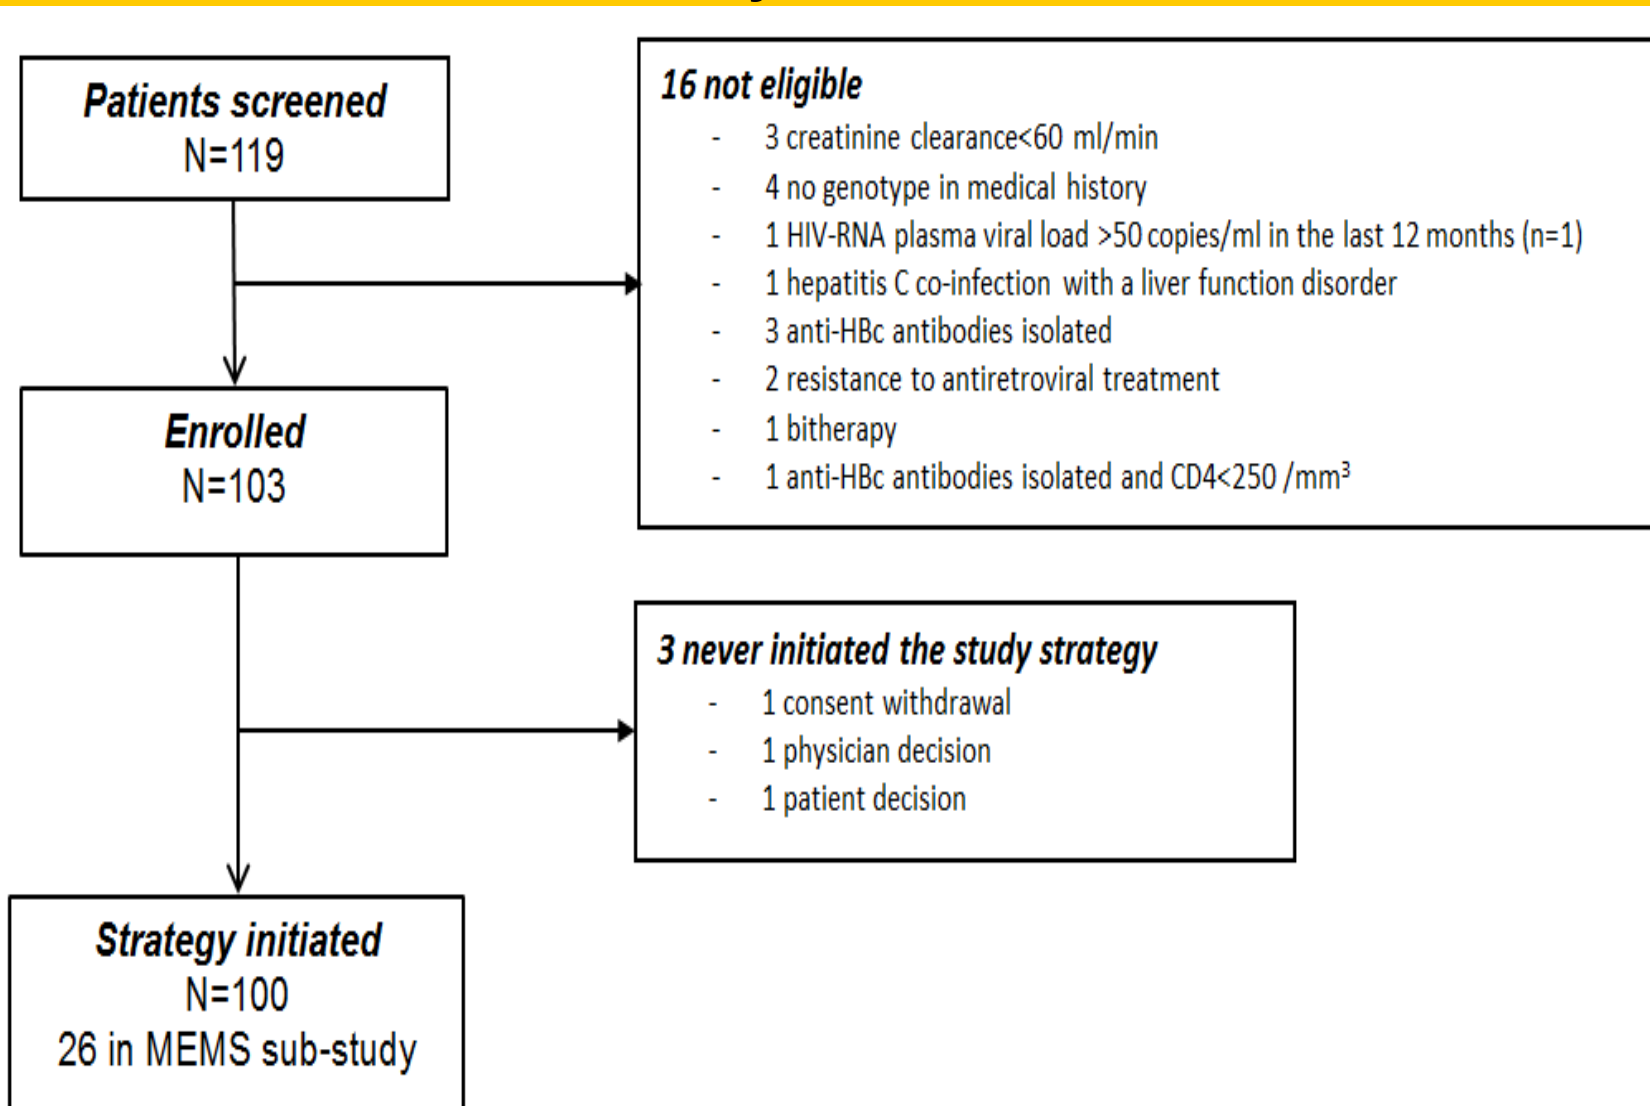 Patients screened
N=119
16 not eligible
- 3 creatinine clearance<60 ml/min
- 4 no genotype in medical history
- 1 HIV-RNA plasma viral load >50 copies/ml in the last 12 months (n=1)
- 1 hepatitis C co-infection with a liver function disorder
- 3 anti-HBc antibodies isolated
- 2 resistance to antiretroviral treatment
- 1 bitherapy
- 1 anti-HBc antibodies isolated and CD4<250 /mm³
Enrolled
N=103
3 never initiated the study strategy
- 1 consent withdrawal
- 1 physician decision
- 1 patient decision
Strategy initiated
N=100
26 in MEMS sub-study